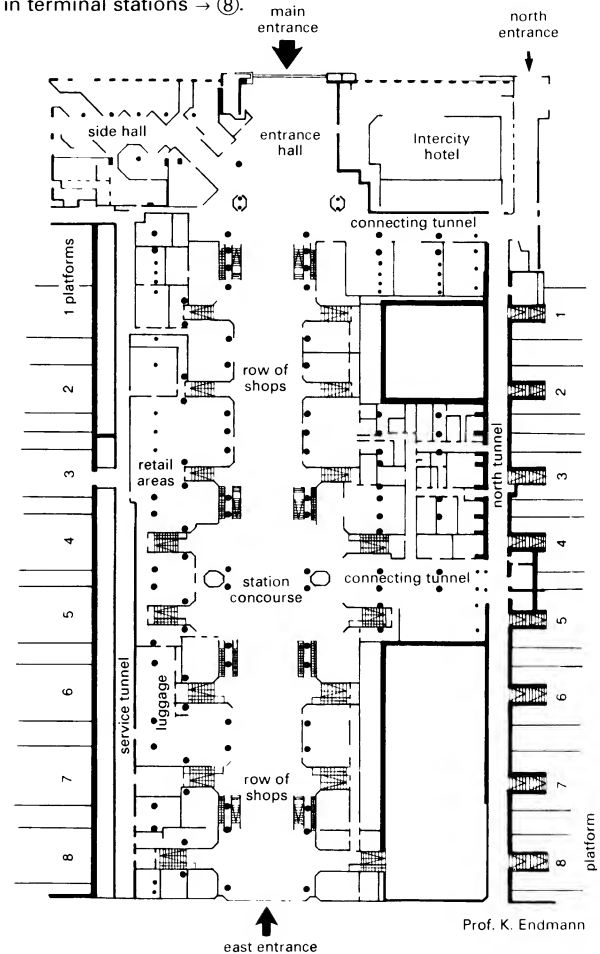 in terminal stations → ⑧.
main
entrance
north
entrance
side hall
entrance
hall
Intercity
hotel
connecting tunnel
1 platforms
2
3
4
5
6
7
8
row of
shops
retail
areas
north tunnel
station
concourse
connecting tunnel
service tunnel
luggage
row of
shops
1
2
3
4
5
6
7
8
platform
Prof. K. Endmann
east entrance